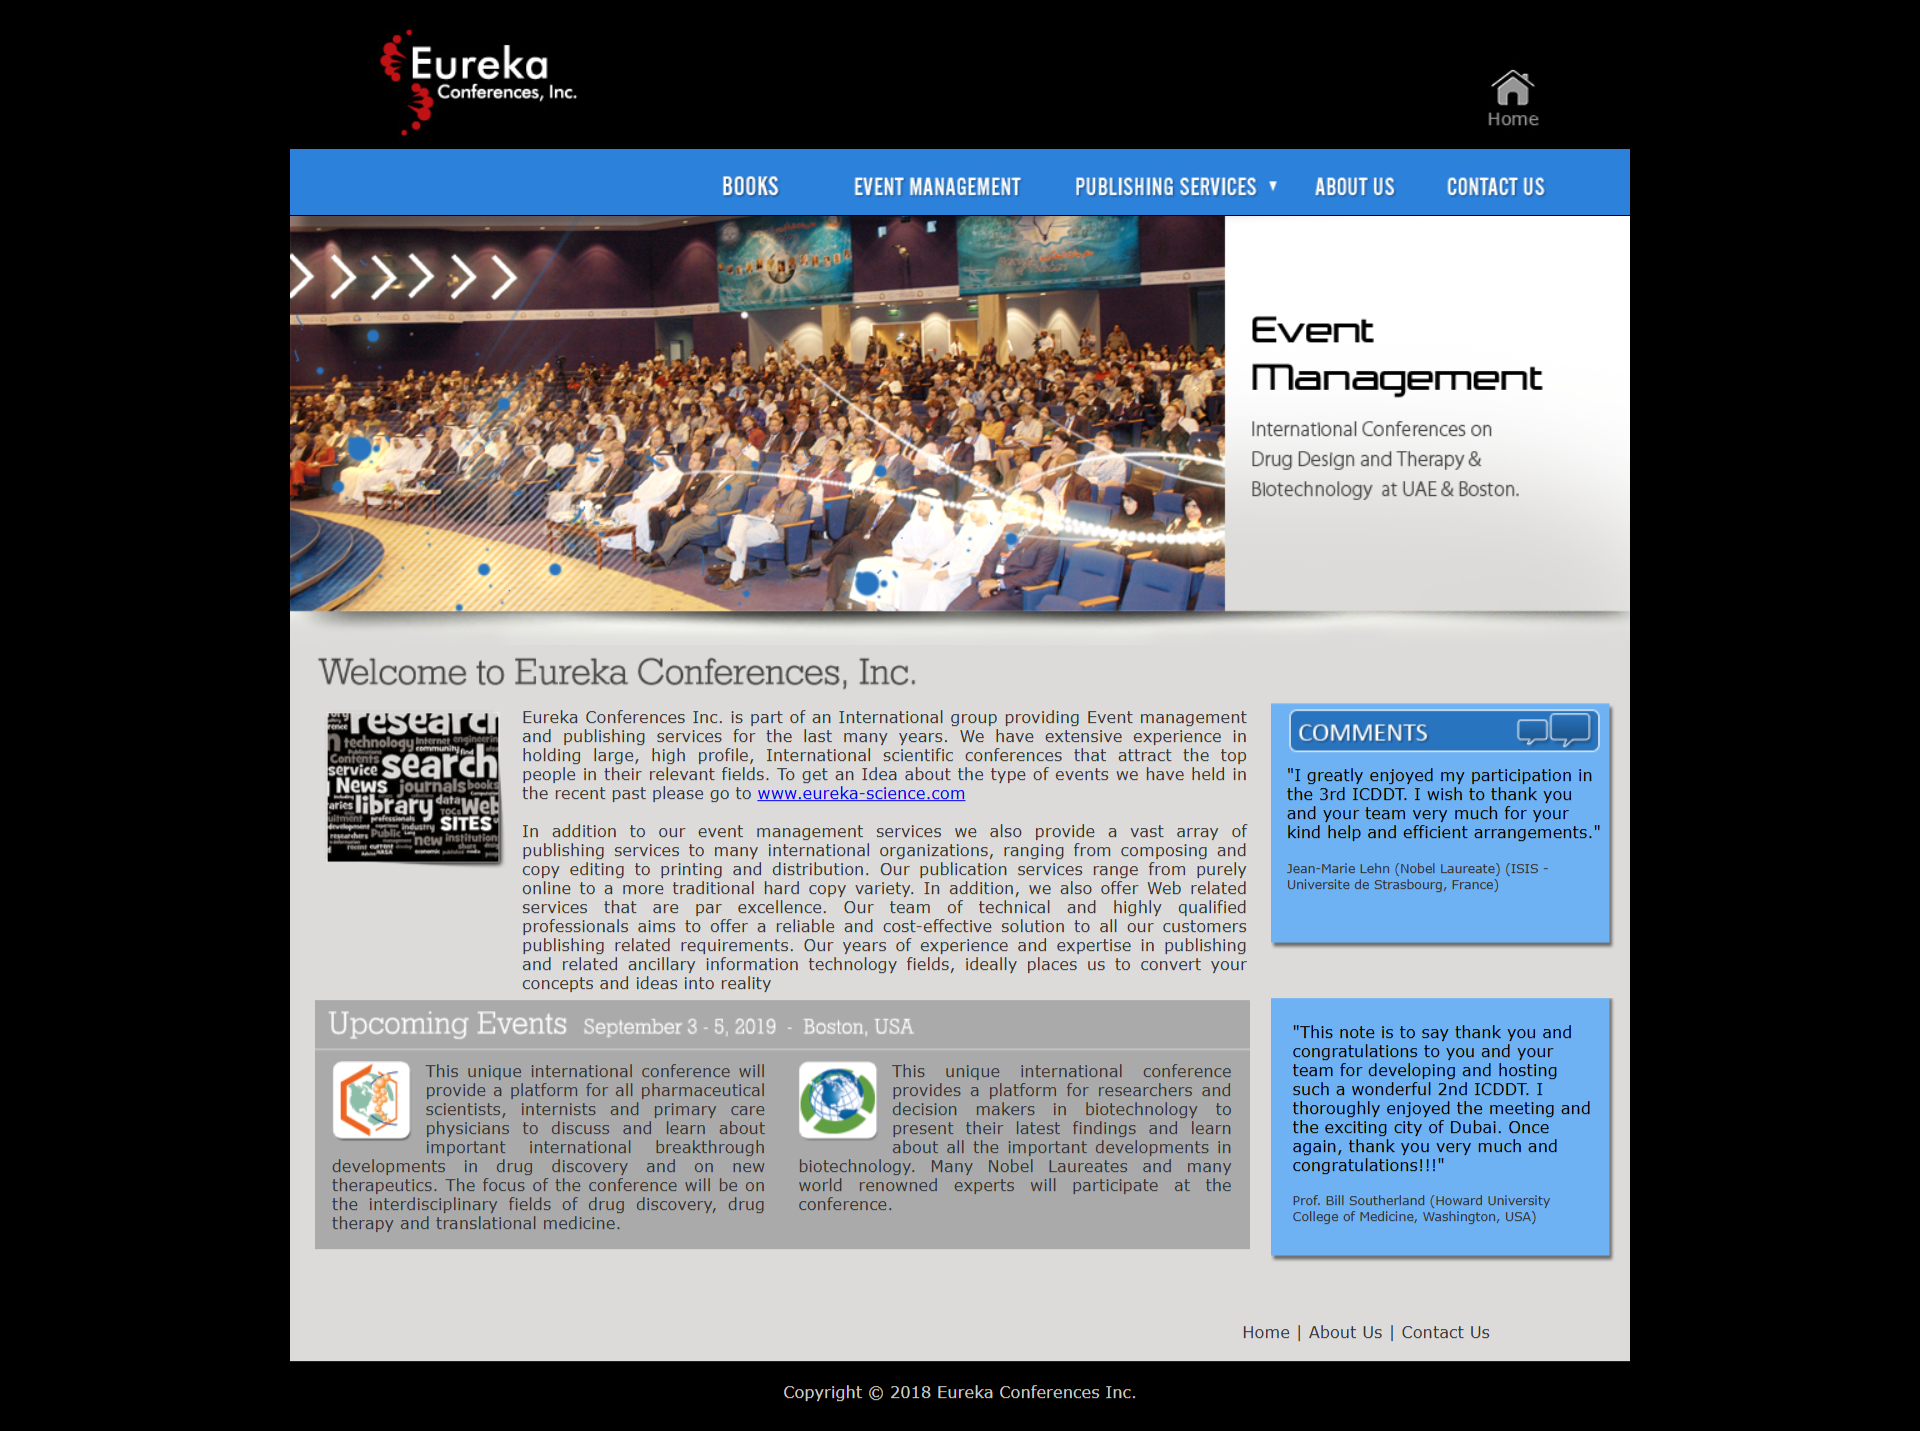 Eureka
Conferences, Inc.
Home
BOOKS
EVENT MANAGEMENT
PUBLISHING SERVICES ▼
ABOUT US
CONTACT US
Event
Management
International Conferences on
Drug Design and Therapy &
Biotechnology at UAE & Boston.
Welcome to Eureka Conferences, Inc.
research
technology Internet engineering
community find
Contents
service search
News journals books
library data Web
TOCs
SITES
professionals industry
Public
new institution
Eureka Conferences Inc. is part of an International group providing Event management
and publishing services for the last many years. We have extensive experience in
holding large, high profile, International scientific conferences that attract the top
people in their relevant fields. To get an Idea about the type of events we have held in
the recent past please go to www.eureka-science.com
In addition to our event management services we also provide a vast array of
publishing services to many international organizations, ranging from composing and
copy editing to printing and distribution. Our publication services range from purely
online to a more traditional hard copy variety. In addition, we also offer Web related
services that are par excellence. Our team of technical and highly qualified
professionals aims to offer a reliable and cost-effective solution to all our customers
publishing related requirements. Our years of experience and expertise in publishing
and related ancillary information technology fields, ideally places us to convert your
concepts and ideas into reality
COMMENTS
"I greatly enjoyed my participation in
the 3rd ICDDT. I wish to thank you
and your team very much for your
kind help and efficient arrangements."
Jean-Marie Lehn (Nobel Laureate) (ISIS -
Universite de Strasbourg, France)
Upcoming Events September 3 - 5, 2019 - Boston, USA
This unique international conference will
provide a platform for all pharmaceutical
scientists, internists and primary care
physicians to discuss and learn about
important international breakthrough
developments in drug discovery and on new
therapeutics. The focus of the conference will be on
the interdisciplinary fields of drug discovery, drug
therapy and translational medicine.
This unique international conference
provides a platform for researchers and
decision makers in biotechnology to
present their latest findings and learn
about all the important developments in
biotechnology. Many Nobel Laureates and many
world renowned experts will participate at the
conference.
"This note is to say thank you and
congratulations to you and your
team for developing and hosting
such a wonderful 2nd ICDDT. I
thoroughly enjoyed the meeting and
the exciting city of Dubai. Once
again, thank you very much and
congratulations!!!"
Prof. Bill Southerland (Howard University
College of Medicine, Washington, USA)
Home | About Us | Contact Us
Copyright © 2018 Eureka Conferences Inc.